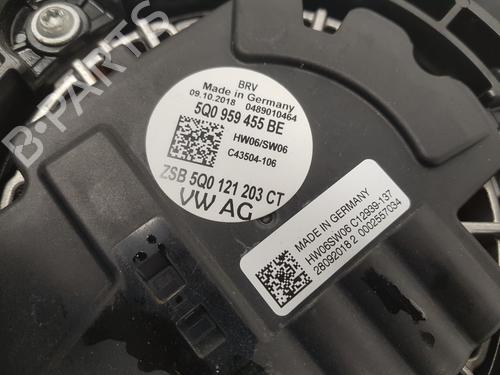 BRV
Made in Germany
09.10.2018 0489010464
5Q0 959 455 BE
HW06/SW06
C43504-106
ZSB 5Q0 121 203 CT
VW AG
MADE IN GERMANY
HW06SW06 C12939-137
28092018 2 0002557034
B-PARTS